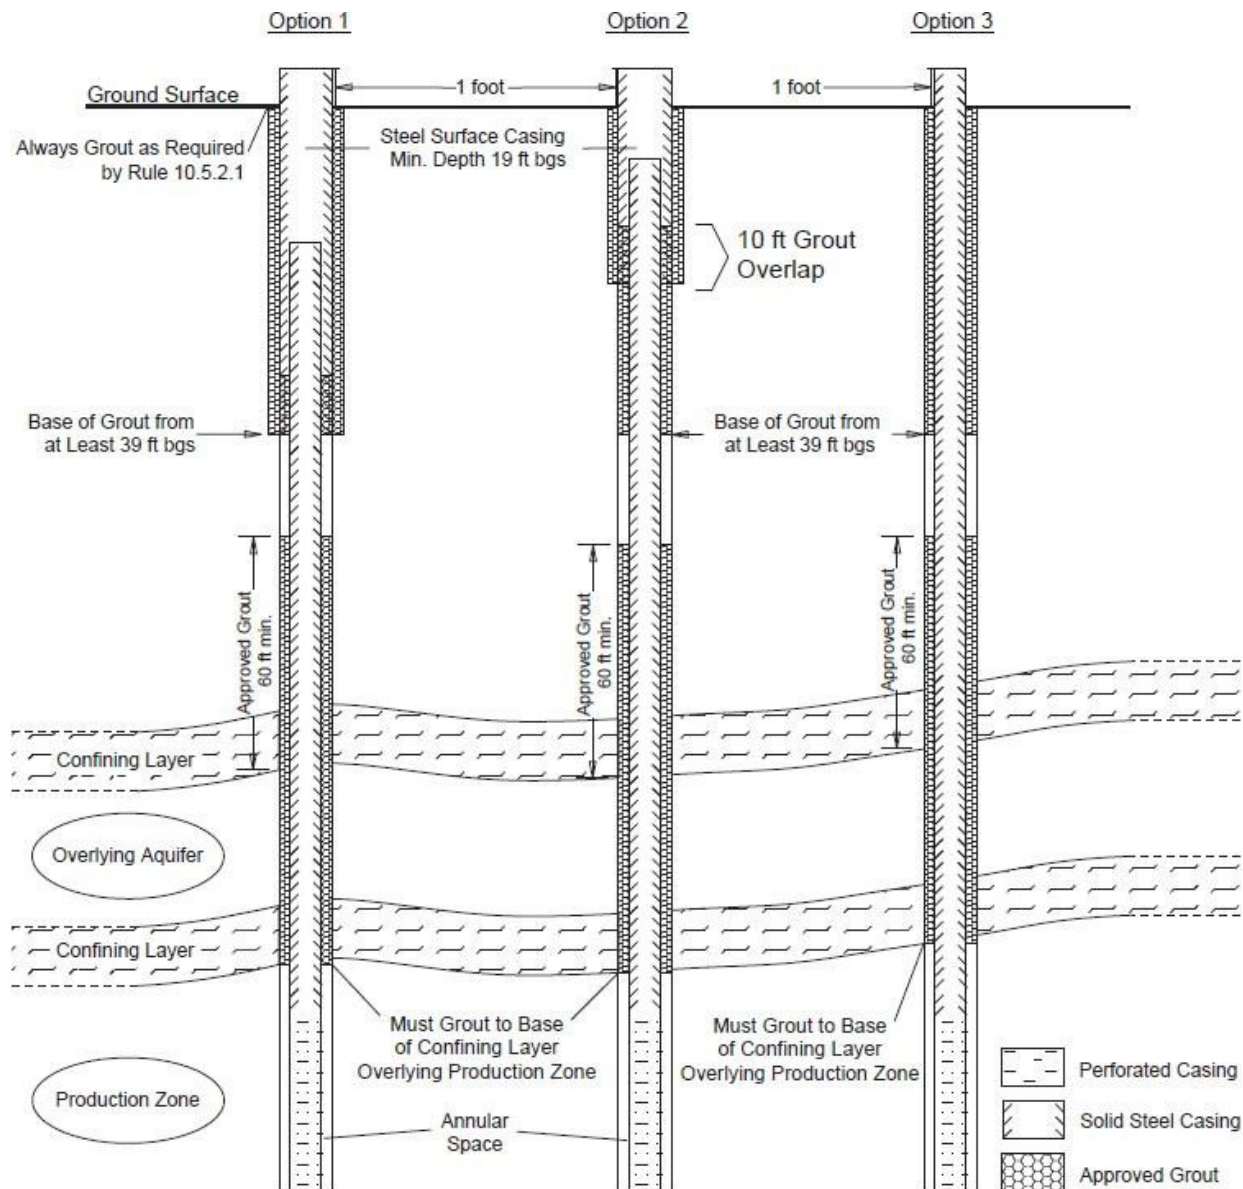 Option 1
Option 2
Option 3
1 foot
1 foot
Ground Surface
Always Grout as Required
by Rule 10.5.2.1
Steel Surface Casing
Min. Depth 19 ft bgs
10 ft Grout
Overlap
Base of Grout from
at Least 39 ft bgs
Base of Grout from
at Least 39 ft bgs
Approved Grout
60 ft min.
Approved Grout
60 ft min.
Approved Grout
60 ft min.
Confining Layer
Overlying Aquifer
Confining Layer
Must Grout to Base
of Confining Layer
Overlying Production Zone
Must Grout to Base
of Confining Layer
Overlying Production Zone
Production Zone
Annular
Space
Perforated Casing
Solid Steel Casing
Approved Grout